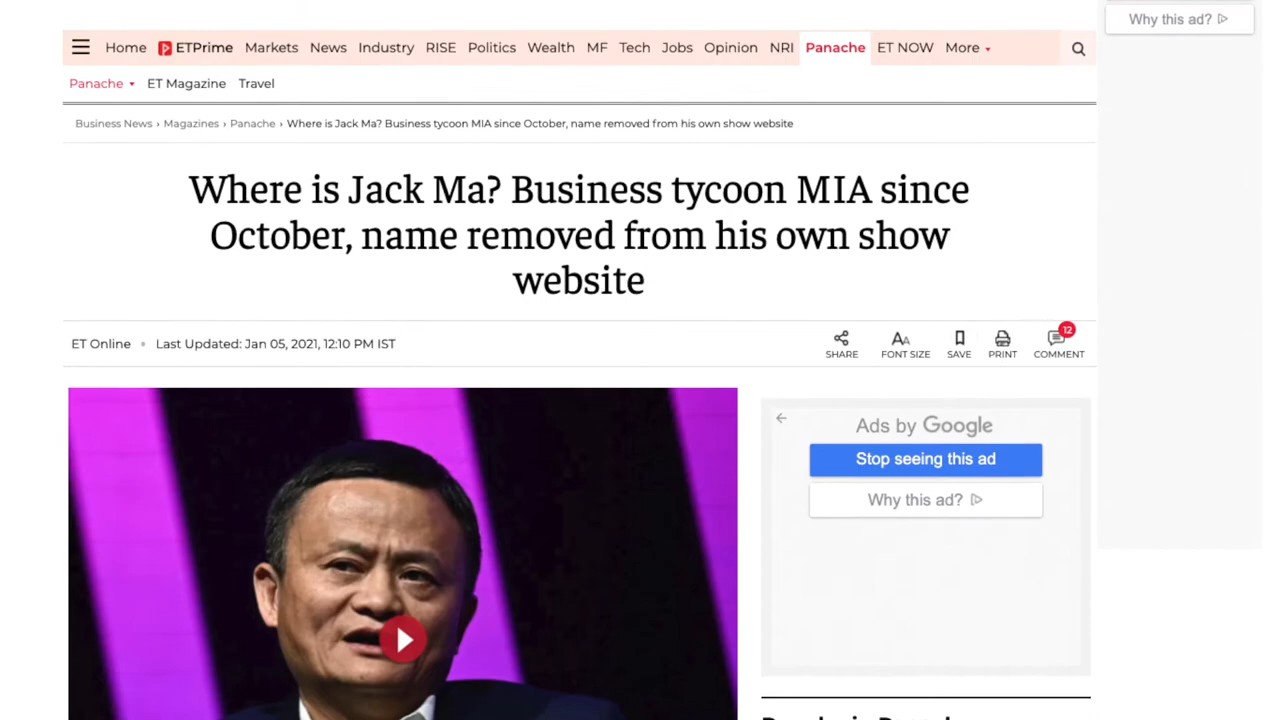 Why this ad?
Home ETPrime Markets News Industry RISE Politics Wealth MF Tech Jobs Opinion NRI Panache ET NOW More
Panache ET Magazine Travel
Business News › Magazines › Panache › Where is Jack Ma? Business tycoon MIA since October, name removed from his own show website
Where is Jack Ma? Business tycoon MIA since
October, name removed from his own show
website
ET Online • Last Updated: Jan 05, 2021, 12:10 PM IST
12
SHARE FONT SIZE SAVE PRINT COMMENT
Ads by Google
Stop seeing this ad
Why this ad?